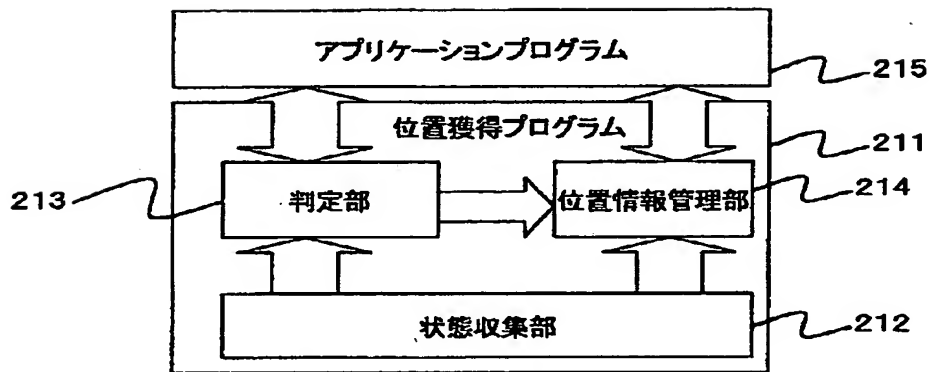 アプリケーションプログラム
215
位置獲得プログラム
211
213
判定部
位置情報管理部
214
状態収集部
212